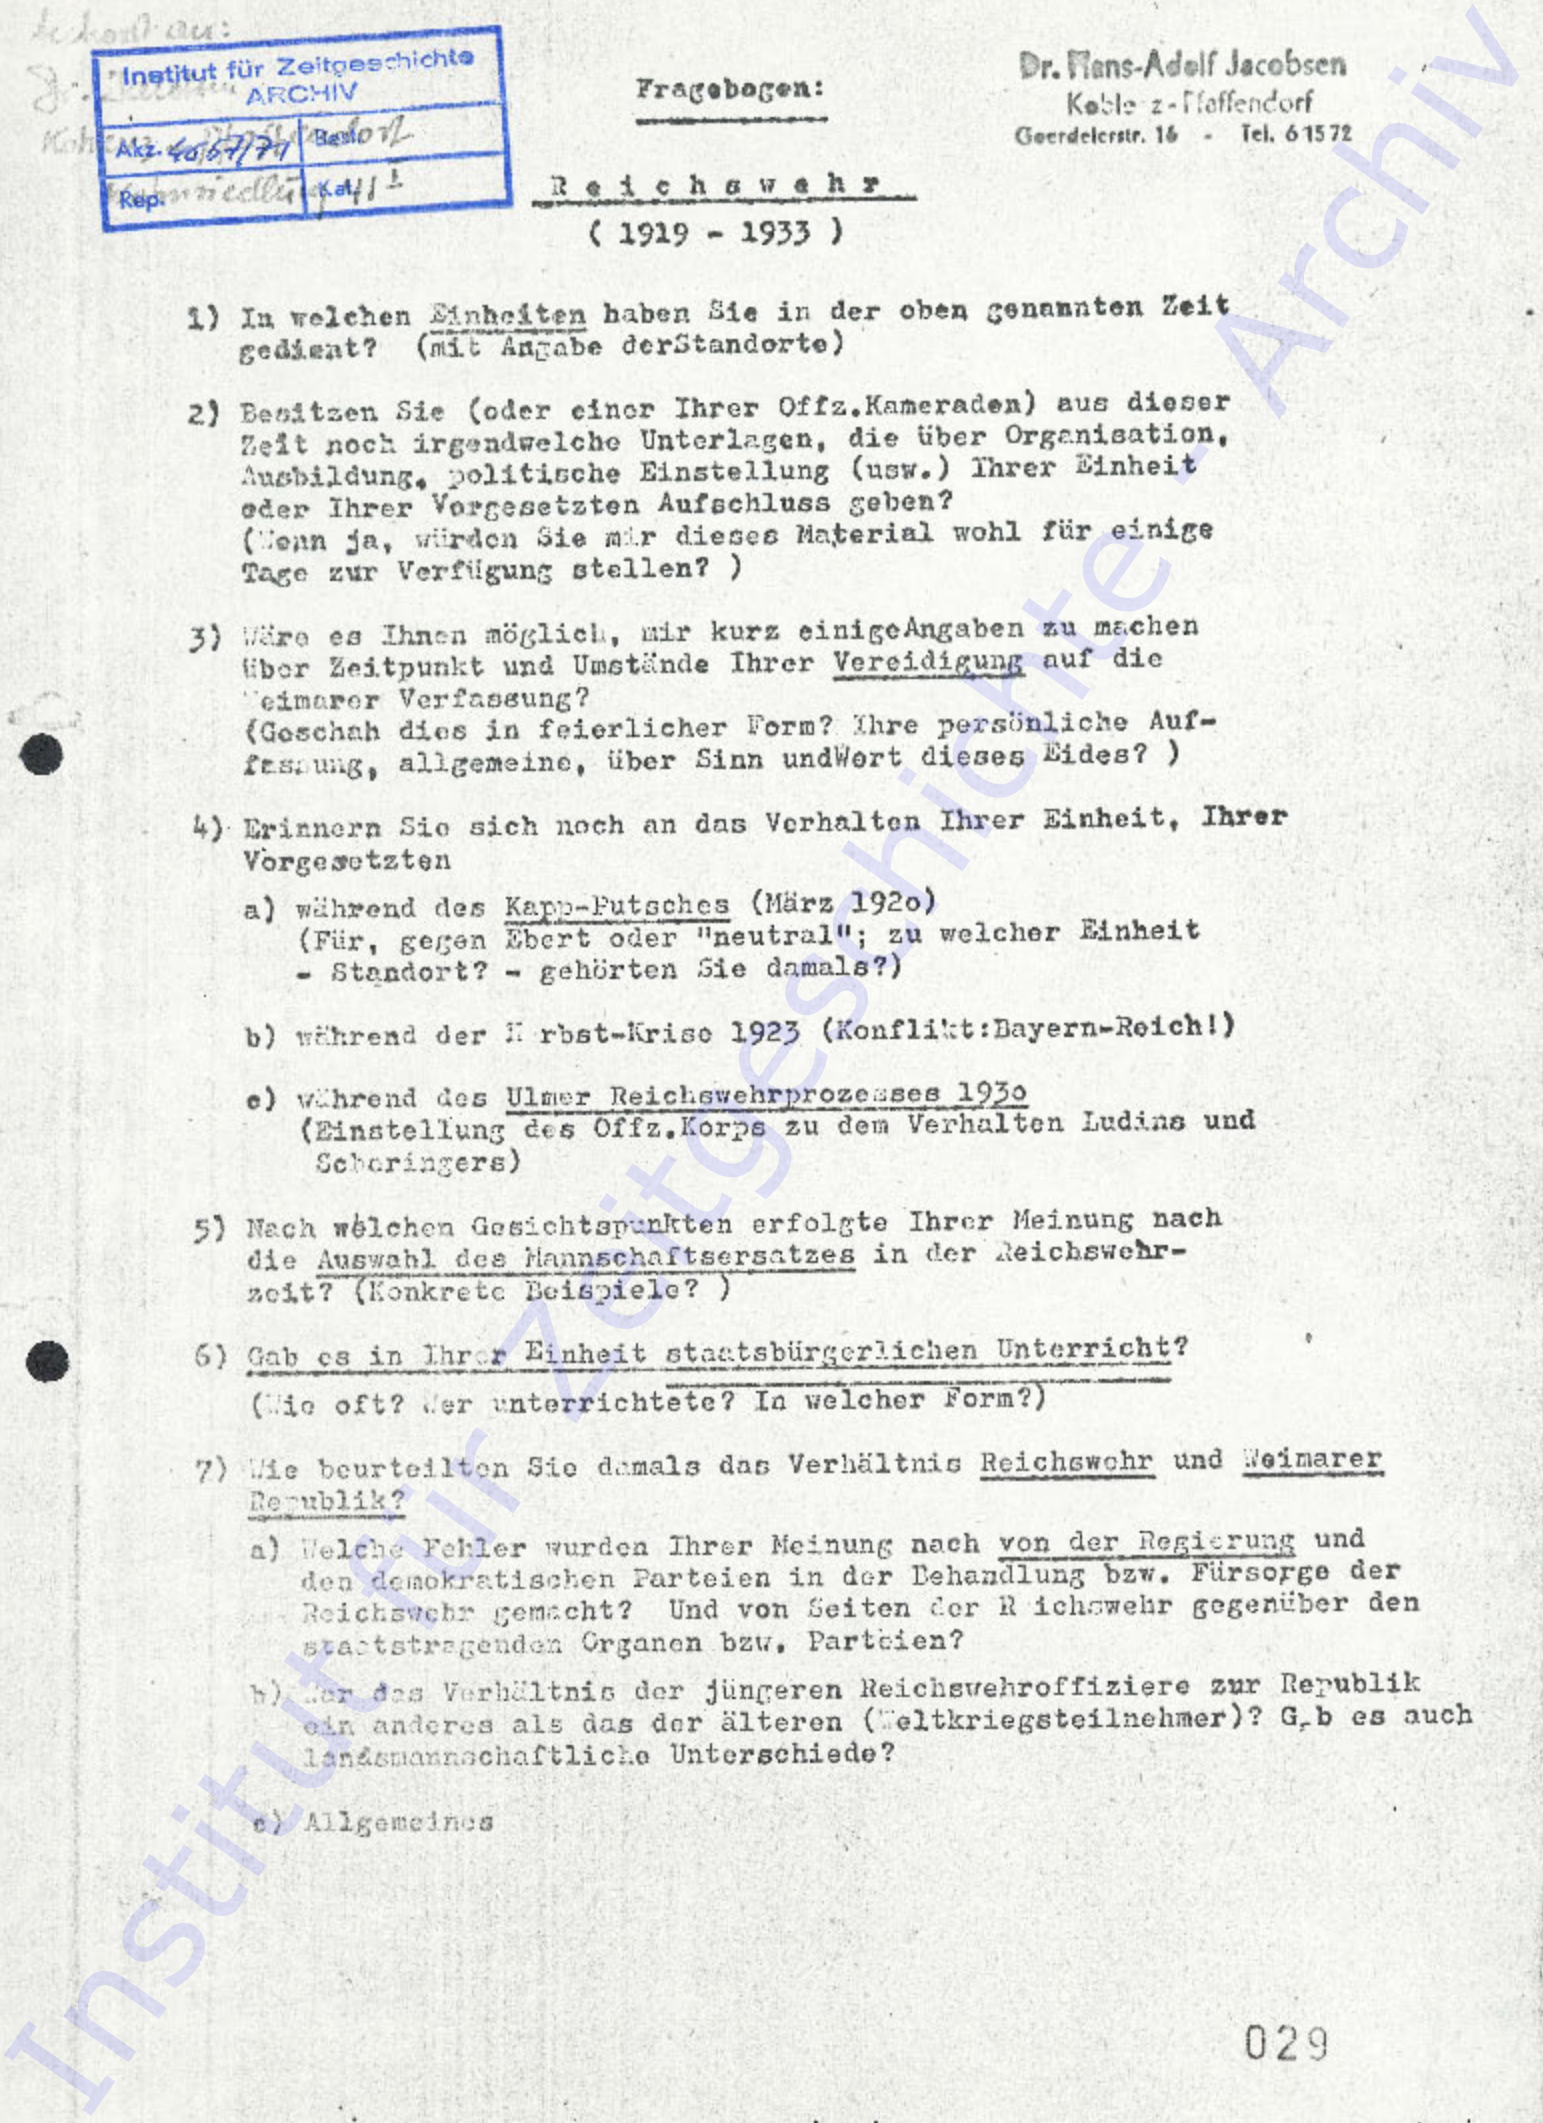 Institut für Zeitgeschichte
ARCHIV
Akz. 4067/71 Best.
Rep. Kat.
Dr. Hans-Adolf Jacobsen
Koblenz-Pfaffendorf
Goerdelerstr. 16 - Tel. 61572
Fragebogen:
Reichswehr
( 1919 - 1933 )
1) In welchen Einheiten haben Sie in der oben genannten Zeit
gedient? (mit Angabe derStandorte)
2) Besitzen Sie (oder einer Ihrer Offz.Kameraden) aus dieser
Zeit noch irgendwelche Unterlagen, die über Organisation,
Ausbildung, politische Einstellung (usw.) Ihrer Einheit
oder Ihrer Vorgesetzten Aufschluss geben?
(Wenn ja, würden Sie mir dieses Material wohl für einige
Tage zur Verfügung stellen? )
3) Wäre es Ihnen möglich, mir kurz einigeAngaben zu machen
über Zeitpunkt und Umstände Ihrer Vereidigung auf die
Weimarer Verfassung?
(Geschah dies in feierlicher Form? Ihre persönliche Auf-
fassung, allgemeine, über Sinn undWert dieses Eides? )
4) Erinnern Sie sich noch an das Verhalten Ihrer Einheit, Ihrer
Vorgesetzten
a) während des Kapp-Putsches (März 192o)
(Für, gegen Ebert oder "neutral"; zu welcher Einheit
- Standort? - gehörten Sie damals?)
b) während der H rbst-Krise 1923 (Konflikt:Bayern-Reich!)
c) während des Ulmer Reichswehrprozesses 193o
(Einstellung des Offz.Korps zu dem Verhalten Ludins und
Scheringers)
5) Nach welchen Gesichtspunkten erfolgte Ihrer Meinung nach
die Auswahl des Mannschaftsersatzes in der Reichswehr-
zeit? (Konkrete Beispiele? )
6) Gab es in Ihrer Einheit staatsbürgerlichen Unterricht?
(Wie oft? Wer unterrichtete? In welcher Form?)
7) Wie beurteilten Sie damals das Verhältnis Reichswehr und Weimarer
Republik?
a) Welche Fehler wurden Ihrer Meinung nach von der Regierung und
den demokratischen Parteien in der Behandlung bzw. Fürsorge der
Reichswehr gemacht? Und von Seiten der R ichswehr gegenüber den
staatstragenden Organen bzw. Parteien?
b) War das Verhältnis der jüngeren Reichswehroffiziere zur Republik
ein anderes als das der älteren (Weltkriegsteilnehmer)? Gab es auch
landsmannschaftliche Unterschiede?
c) Allgemeines
029
Institut für Zeitgeschichte - Archiv